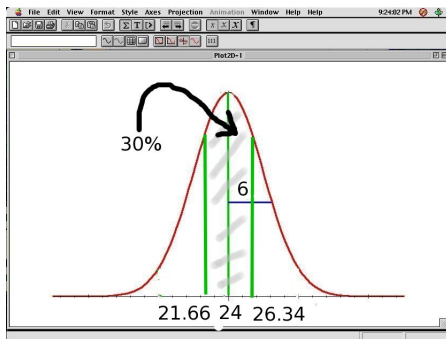 File Edit View Format Style Axes Projection Animation Window Help Help 9:24:02 PM
Plot2D-1
30%
6
21.66 24 26.34